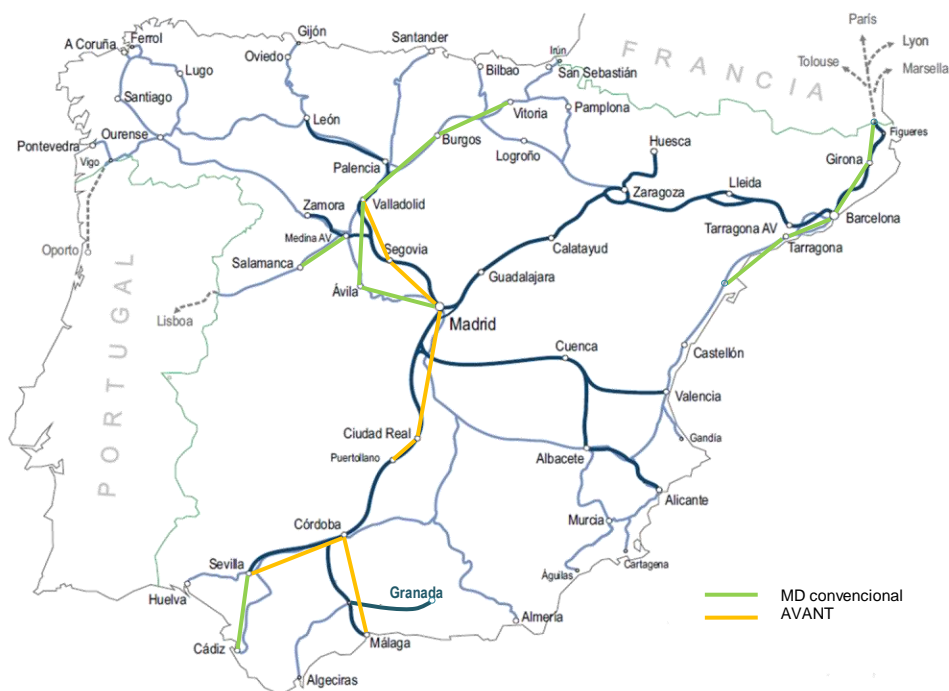 París
Lyon
Tolouse
Marsella
FRANCIA
Gijón
Ferrol
A Coruña
Santander
Oviedo
Irún
Bilbao
San Sebastián
Lugo
Santiago
León
Vitoria
Pamplona
Figueres
Ourense
Burgos
Pontevedra
Vigo
Logroño
Huesca
Girona
Palencia
Zaragoza
Lleida
Zamora
Valladolid
Barcelona
Medina AV
Tarragona AV
Oporto
Segovia
Tarragona
Calatayud
Salamanca
Guadalajara
Ávila
Lisboa
Madrid
PORTUGAL
Cuenca
Castellón
Valencia
Ciudad Real
Gandía
Puertollano
Albacete
Alicante
Córdoba
Murcia
Sevilla
Cartagena
Águilas
Huelva
Granada
MD convencional
AVANT
Almería
Cádiz
Málaga
Algeciras